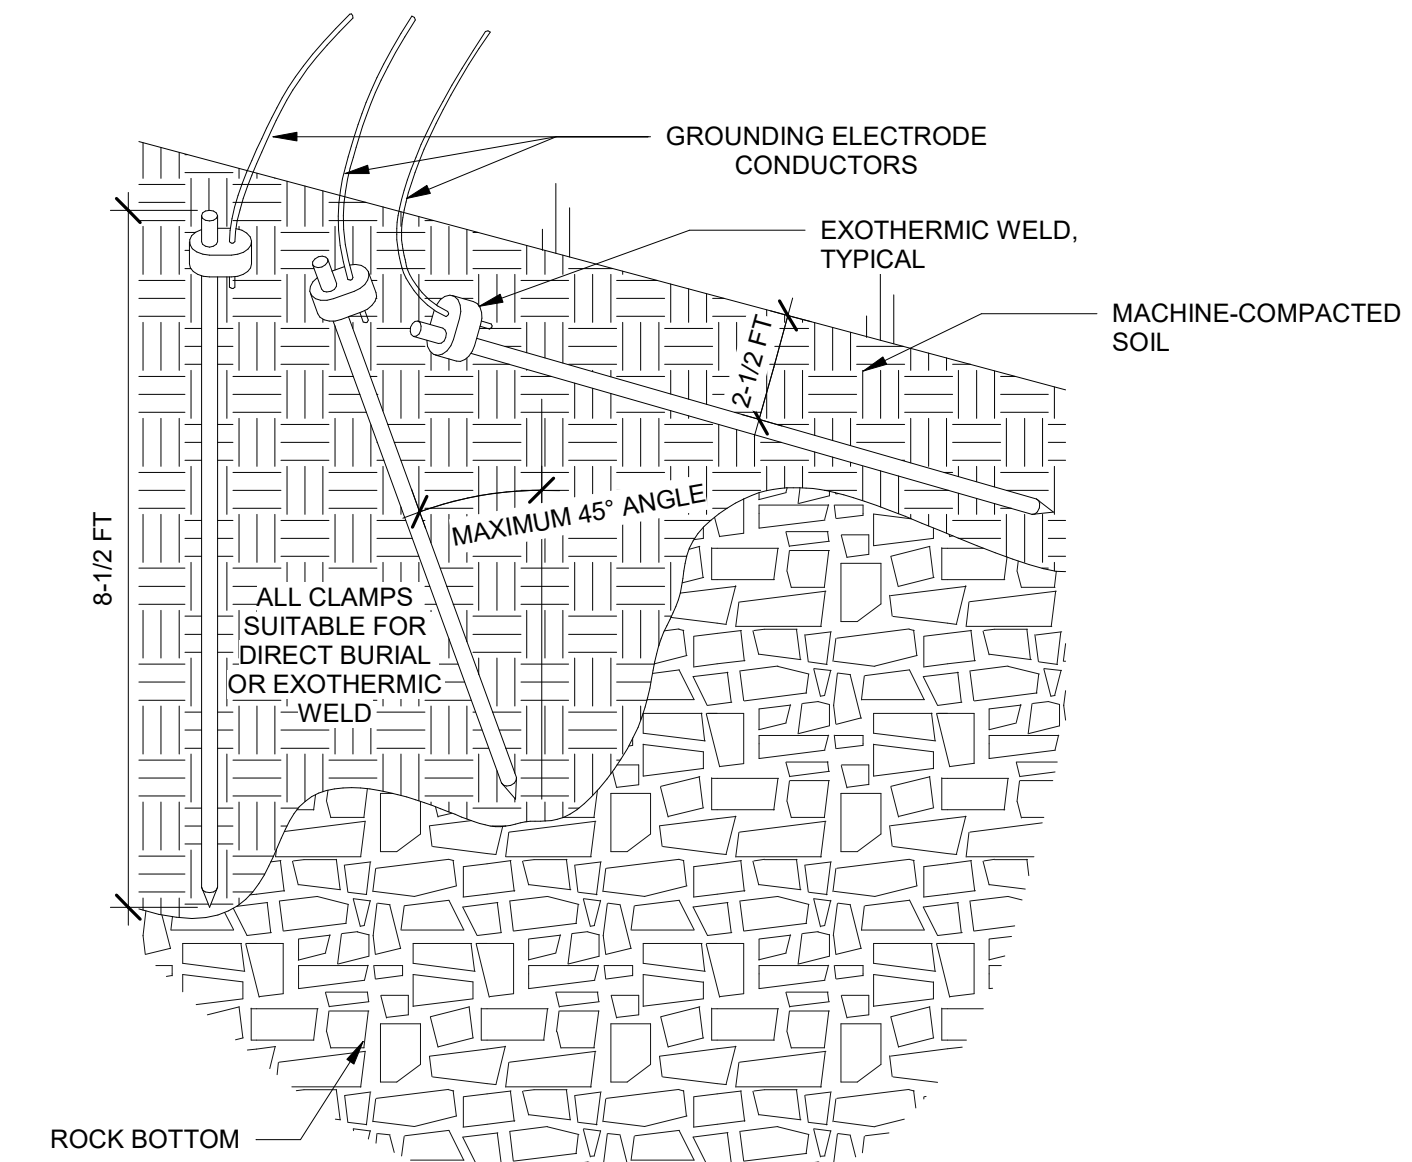 GROUNDING ELECTRODE
CONDUCTORS
EXOTHERMIC WELD,
TYPICAL
MACHINE-COMPACTED
SOIL
2-1/2 FT
MAXIMUM 45° ANGLE
8-1/2 FT
ALL CLAMPS
SUITABLE FOR
DIRECT BURIAL
OR EXOTHERMIC
WELD
ROCK BOTTOM